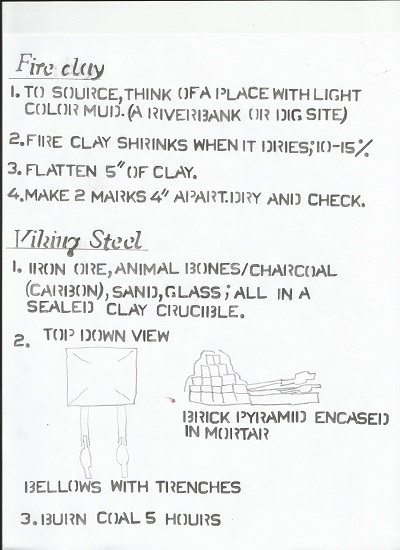 Fire clay
1. TO SOURCE, THINK OF A PLACE WITH LIGHT
COLOR MUD. (A RIVERBANK OR DIG SITE)
2. FIRE CLAY SHRINKS WHEN IT DRIES; 10-15%
3. FLATTEN 5" OF CLAY.
4. MAKE 2 MARKS 4" APART. DRY AND CHECK.
Viking Steel
1. IRON ORE, ANIMAL BONES/CHARCOAL
(CARBON), SAND, GLASS; ALL IN A
SEALED CLAY CRUCIBLE.
2. TOP DOWN VIEW
BRICK PYRAMID ENCASED
IN MORTAR
BELLOWS WITH TRENCHES
3. BURN COAL 5 HOURS